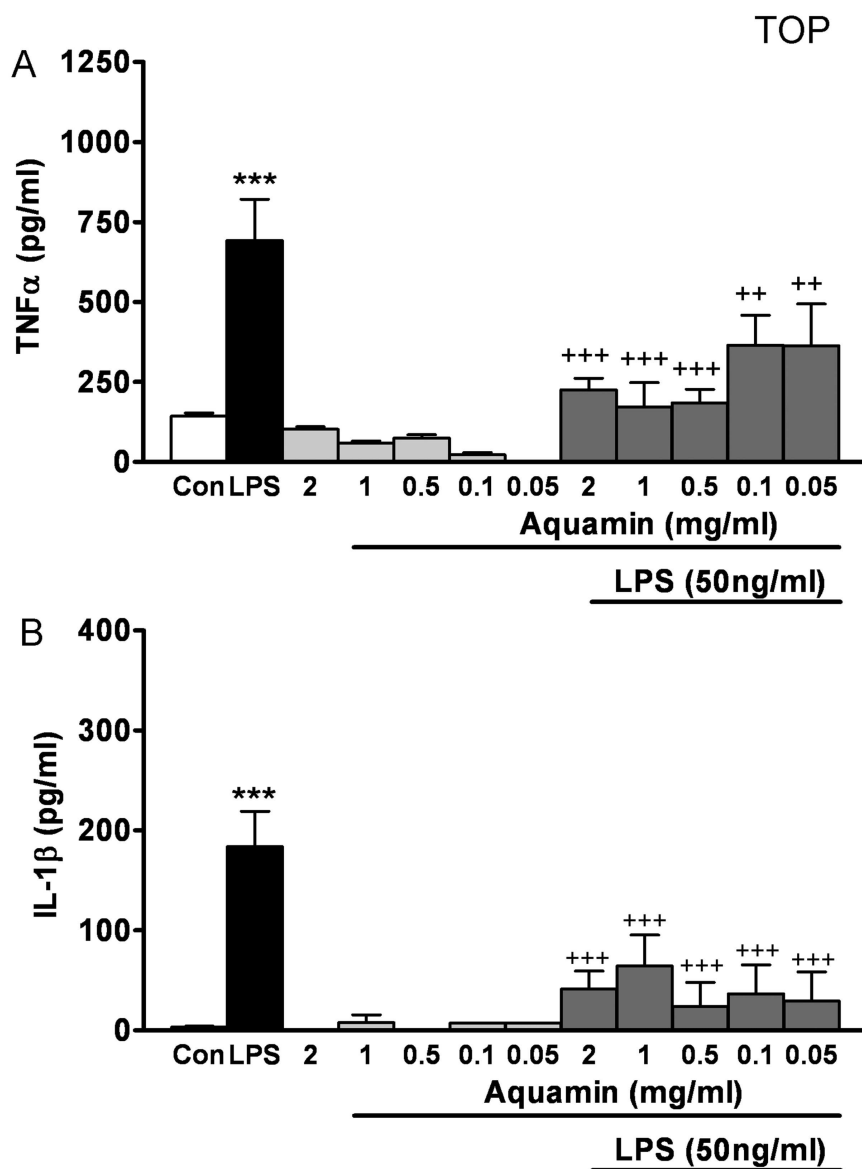 TOP
A
1250
1000
750
500
250
0
TNFα (pg/ml)
***
+++
+++
+++
++
++
Con LPS 2 1 0.5 0.1 0.05 2 1 0.5 0.1 0.05
Aquamin (mg/ml)
LPS (50ng/ml)
B
400
300
200
100
0
IL-1β (pg/ml)
***
+++
+++
+++
+++
+++
Con LPS 2 1 0.5 0.1 0.05 2 1 0.5 0.1 0.05
Aquamin (mg/ml)
LPS (50ng/ml)